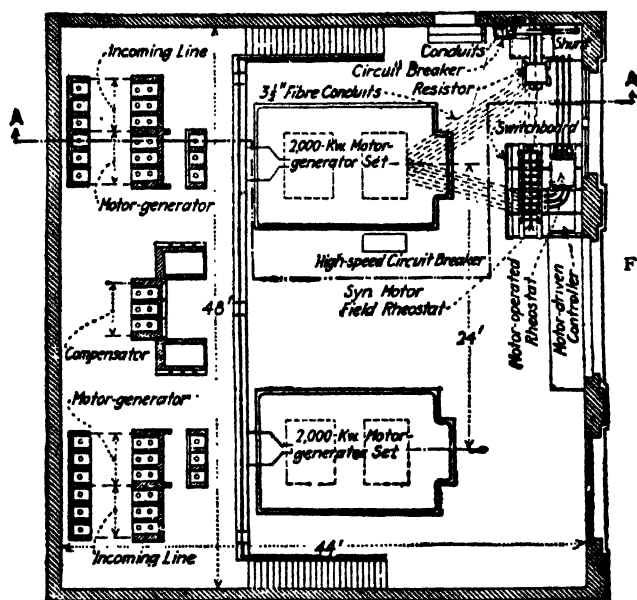 Incoming Line
Conduits
Shunt
Circuit Breaker
Resistor
3½" Fibre Conduits
A
A
Switchboard
2,000-Kw. Motor-
generator Set
Motor-generator
High-speed Circuit Breaker
F
Syn. Motor
Field Rheostat
48'
24'
Motor-operated
Rheostat
Motor-driven
Controller
Compensator
Motor-generator
2,000-Kw. Motor-
generator Set
44'
Incoming Line